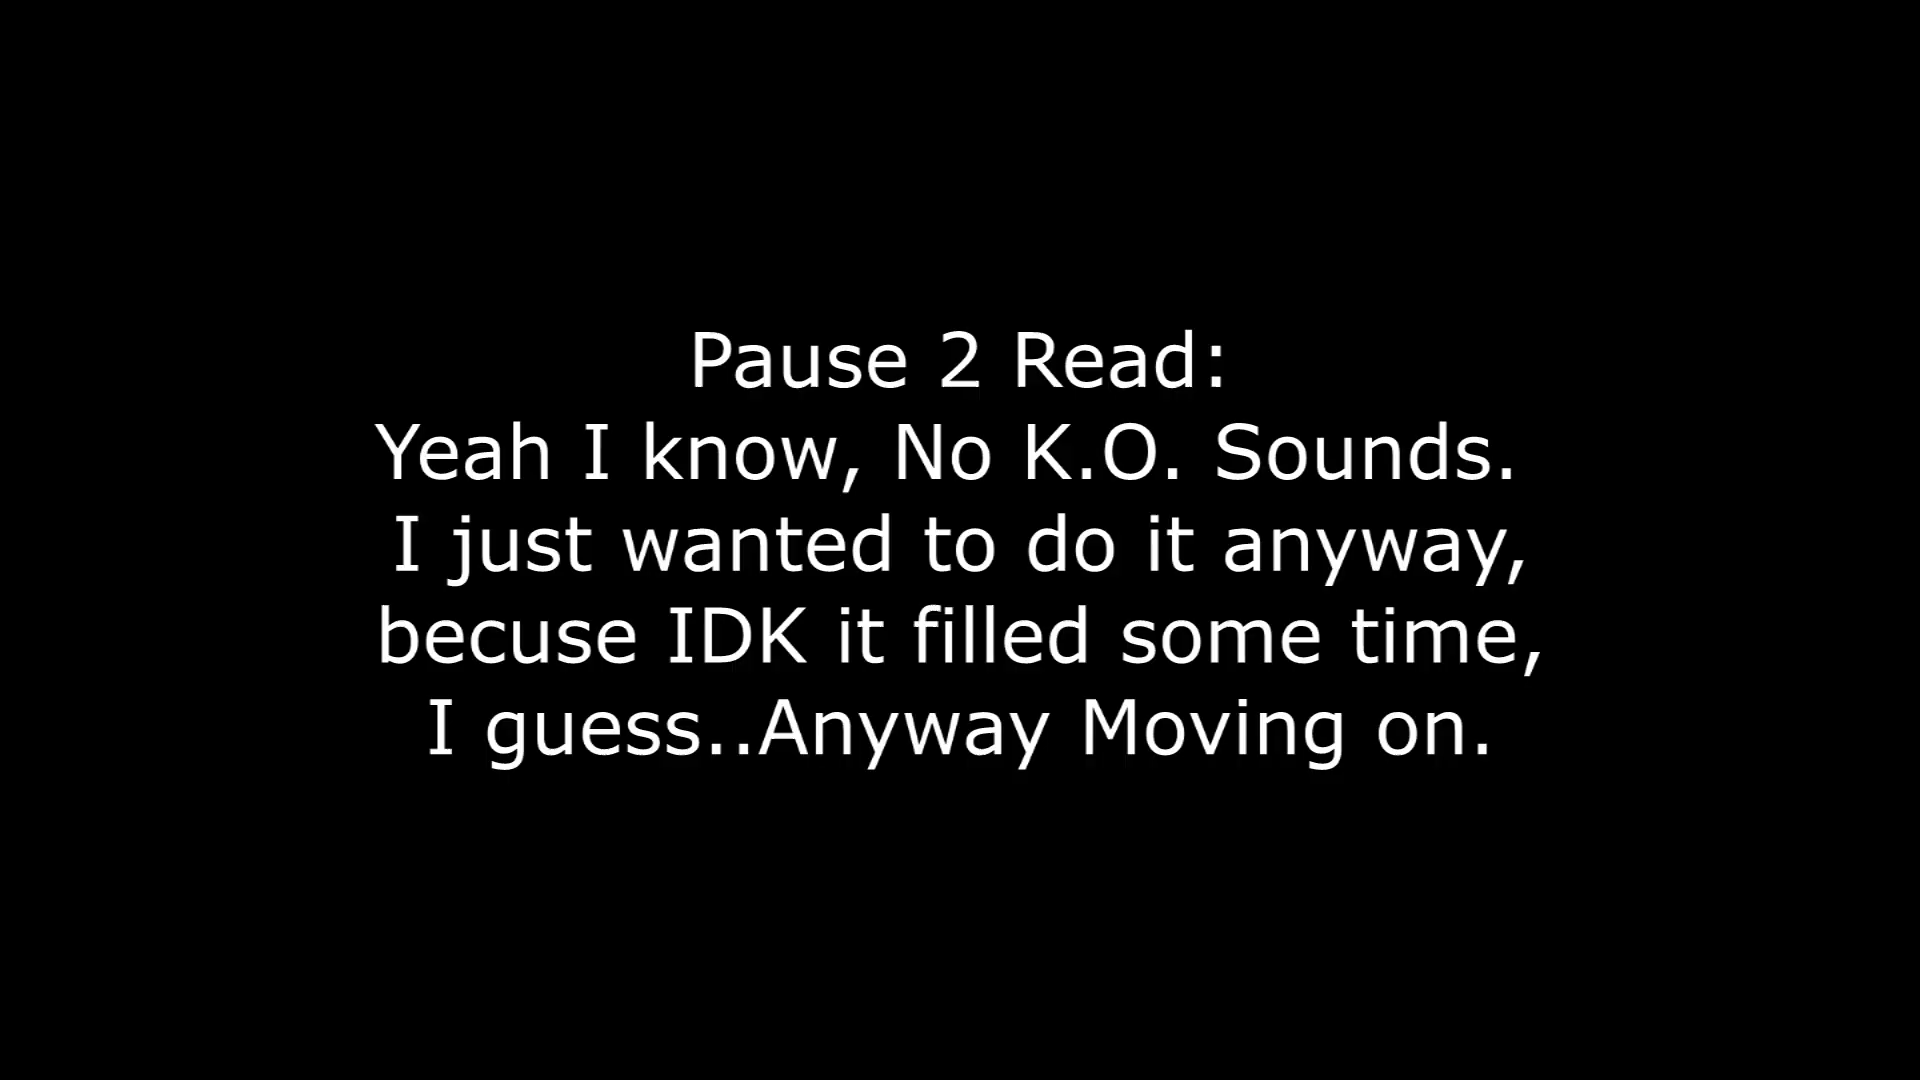 Pause 2 Read:
Yeah I know, No K.O. Sounds.
I just wanted to do it anyway,
becuse IDK it filled some time,
I guess..Anyway Moving on.